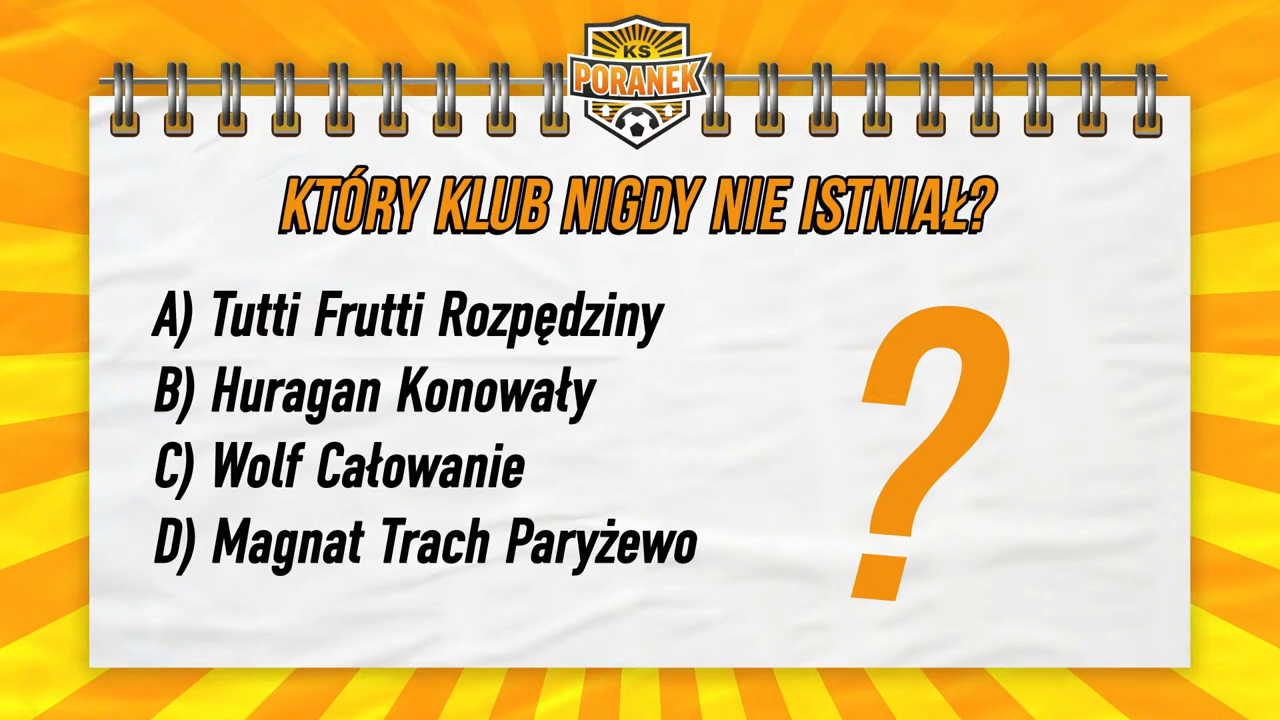 KS
PORANEK
KTÓRY KLUB NIGDY NIE ISTNIAŁ?
A) Tutti Frutti Rozpędziny
B) Huragan Konowały
C) Wolf Całowanie
D) Magnat Trach Paryżewo
?